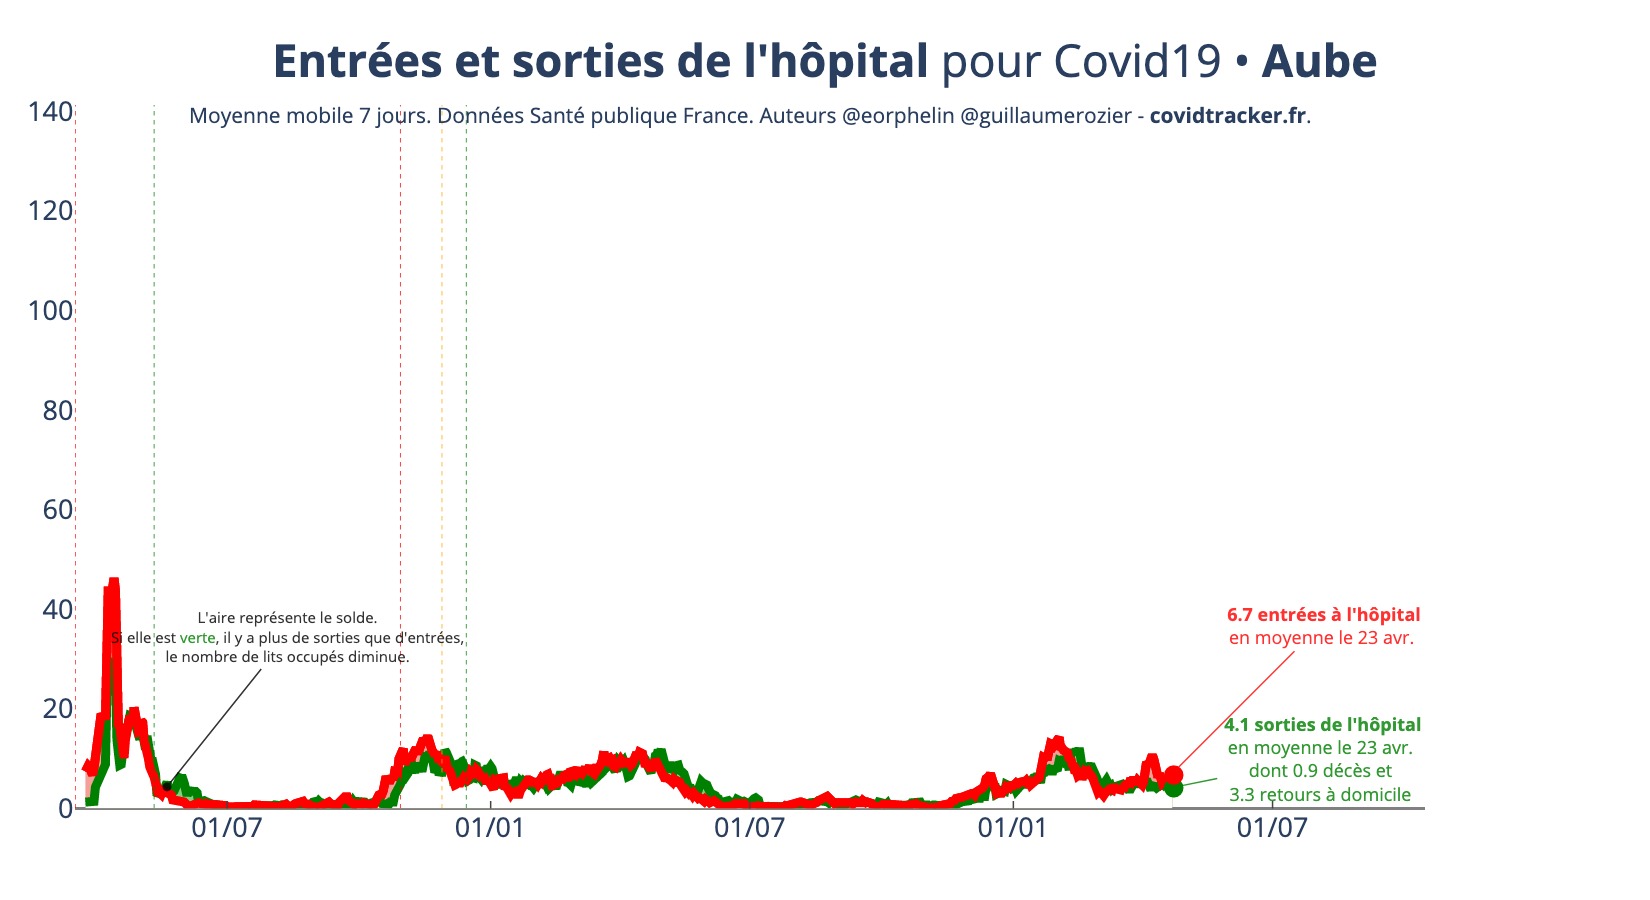 Entrées et sorties de l'hôpital pour Covid19 • Aube
Moyenne mobile 7 jours. Données Santé publique France. Auteurs @eorphelin @guillaumerozier - covidtracker.fr.
140
120
100
80
60
40
20
0
L'aire représente le solde.
Si elle est verte, il y a plus de sorties que d'entrées,
le nombre de lits occupés diminue.
6.7 entrées à l'hôpital
en moyenne le 23 avr.
4.1 sorties de l'hôpital
en moyenne le 23 avr.
dont 0.9 décès et
3.3 retours à domicile
01/07
01/01
01/07
01/01
01/07